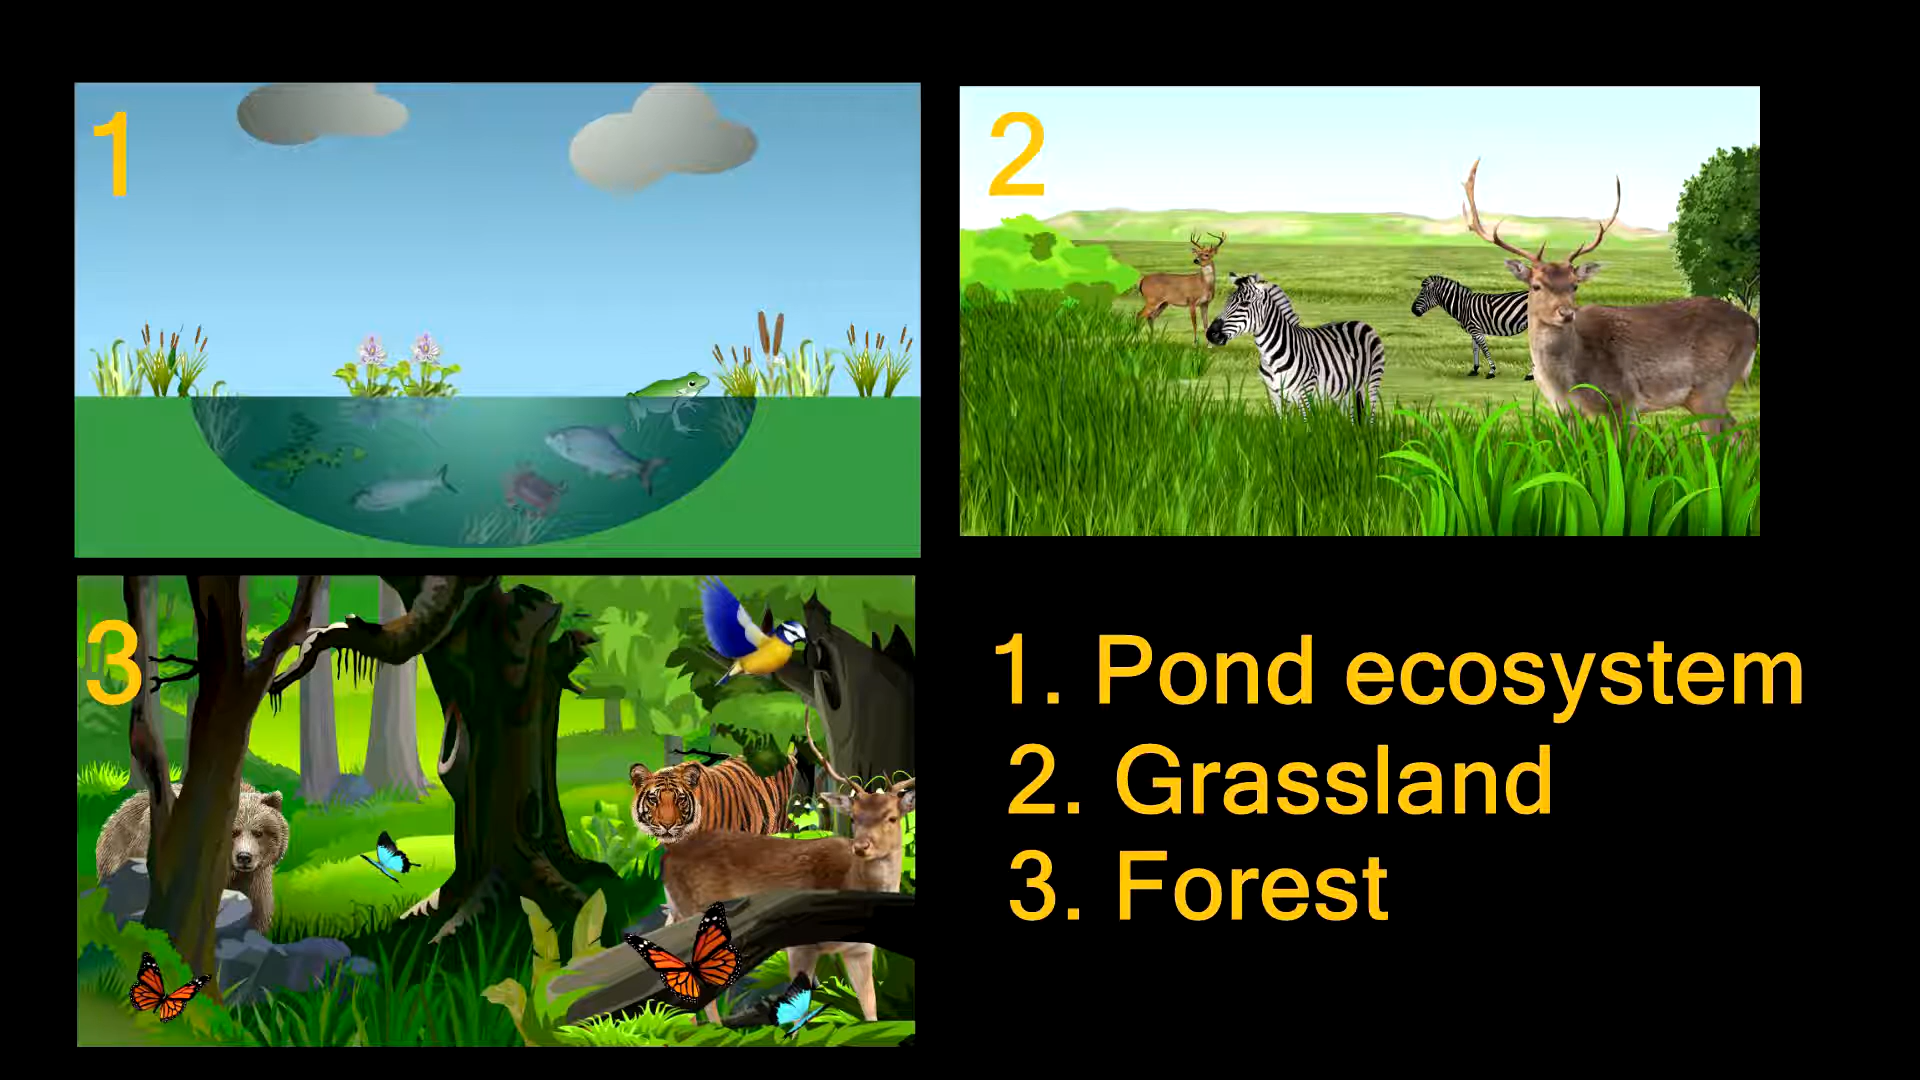 1
2
3
1. Pond ecosystem
2. Grassland
3. Forest